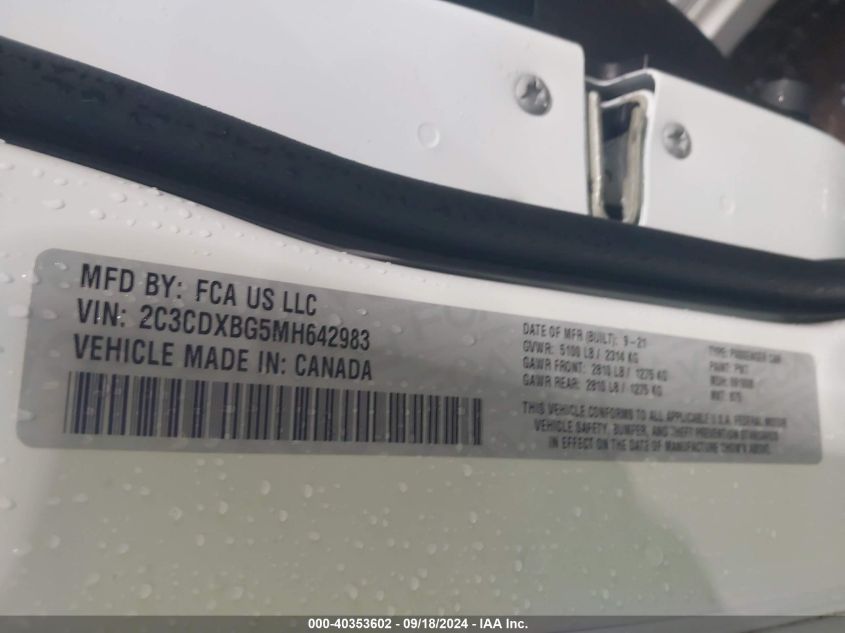 MFD BY: FCA US LLC
VIN: 2C3CDXBG5MH642983
VEHICLE MADE IN: CANADA
DATE OF MFR (BUILT): 9-21
GVWR: 5100 LB / 2314 KG
GAWR FRONT: 2810 LB / 1275 KG
GAWR REAR: 2810 LB / 1275 KG
TYPE: PASSENGER CAR
PAINT: PW7
THIS VEHICLE CONFORMS TO ALL APPLICABLE U.S.A. FEDERAL MOTOR
VEHICLE SAFETY, BUMPER, AND THEFT PREVENTION STANDARDS
IN EFFECT ON THE DATE OF MANUFACTURE SHOWN ABOVE.
000-40353602 - 09/18/2024 - IAA Inc.